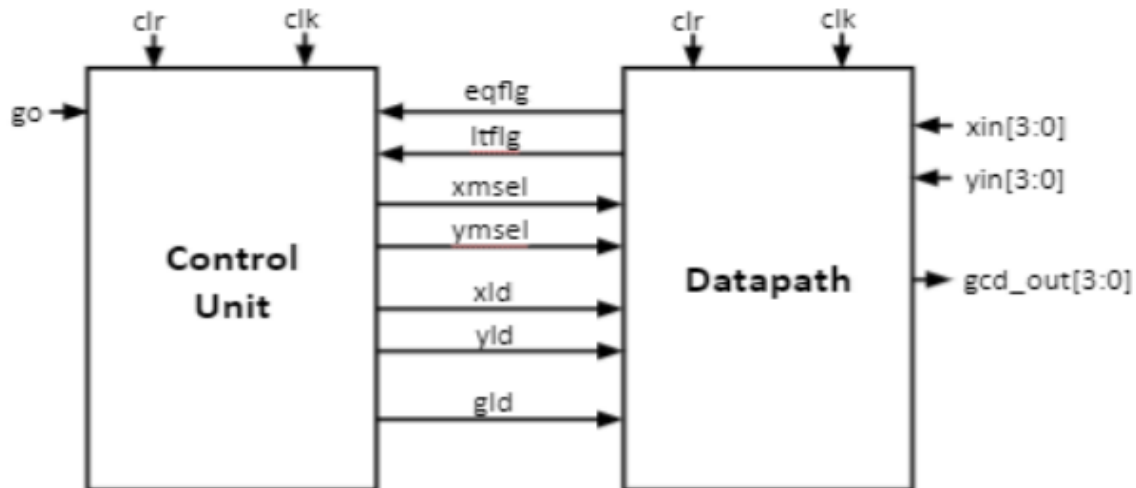 clr
clk
clr
clk
go
eqflg
ltflg
xmsel
ymsel
xld
yld
gld
Control
Unit
Datapath
xin[3:0]
yin[3:0]
gcd_out[3:0]